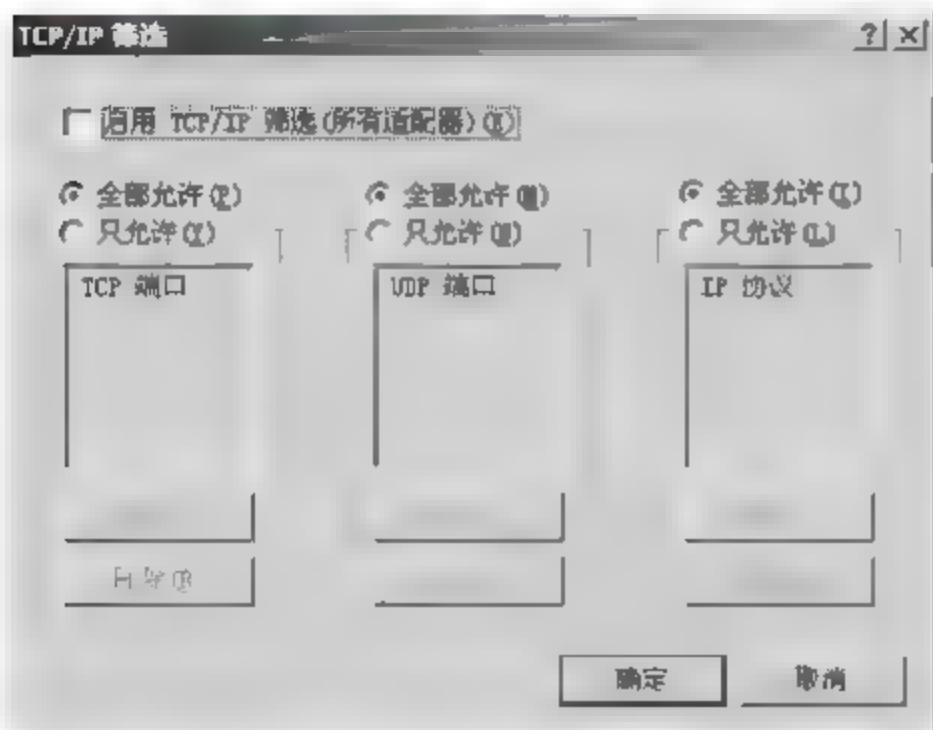 TCP/IP 筛选
启用 TCP/IP 筛选(所有适配器)(E)
全部允许(P) 全部允许(M) 全部允许(T)
只允许(Y) 只允许 只允许(L)
TCP 端口 UDP 端口 IP 协议
确定 取消